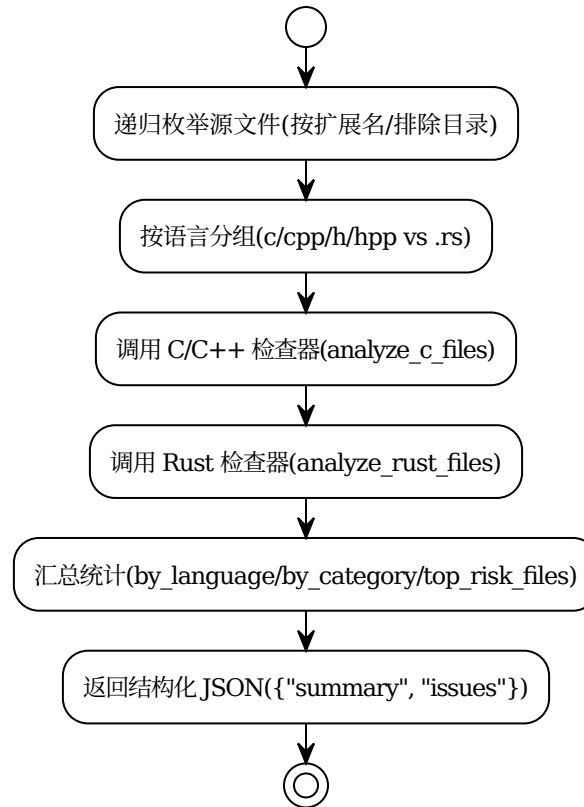 递归枚举源文件(按扩展名/排除目录)
按语言分组(c/cpp/h/hpp vs .rs)
调用 C/C++ 检查器(analyze_c_files)
调用 Rust 检查器(analyze_rust_files)
汇总统计(by_language/by_category/top_risk_files)
返回结构化 JSON({"summary", "issues"})